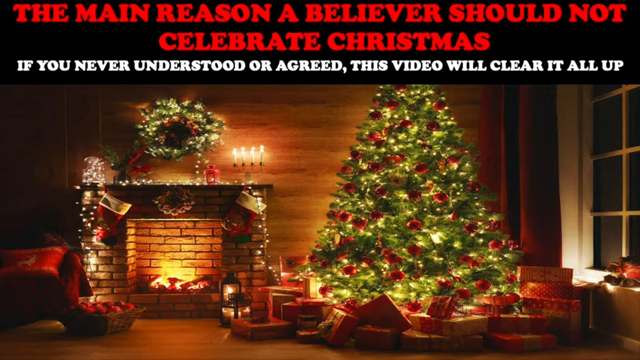 THE MAIN REASON A BELIEVER SHOULD NOT
CELEBRATE CHRISTMAS
IF YOU NEVER UNDERSTOOD OR AGREED, THIS VIDEO WILL CLEAR IT ALL UP